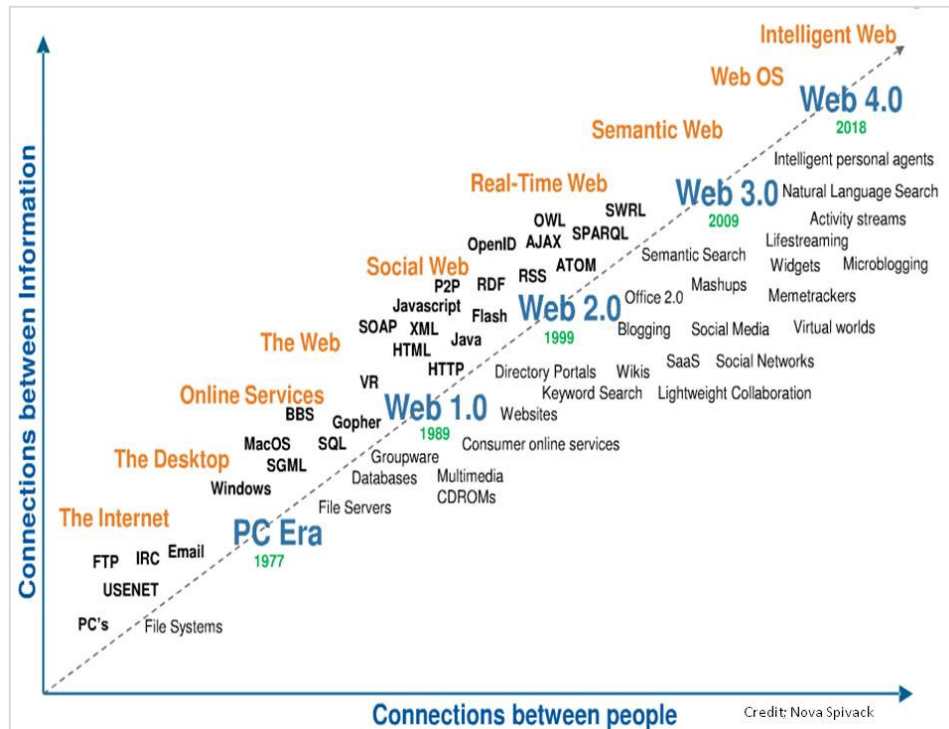 Intelligent Web
Web OS
Web 4.0
2018
Semantic Web
Intelligent personal agents
Real-Time Web
Web 3.0
2009
Natural Language Search
SWRL
OWL
Activity streams
SPARQL
OpenID
AJAX
Lifestreaming
Semantic Search
Social Web
ATOM
Widgets
Microblogging
RSS
P2P
RDF
Mashups
Office 2.0
Memetrackers
Javascript
Flash
Web 2.0
1999
SOAP
XML
Blogging
Social Media
Virtual worlds
The Web
Java
HTML
SaaS
Social Networks
HTTP
Directory Portals
Wikis
VR
Keyword Search
Lightweight Collaboration
Online Services
Web 1.0
1989
BBS
Gopher
Websites
MacOS
SQL
Consumer online services
The Desktop
SGML
Groupware
Databases
Multimedia
CDROMs
Windows
File Servers
The Internet
PC Era
1977
FTP
IRC
Email
USENET
PC's
File Systems
Connections between Information
Connections between people
Credit; Nova Spivack